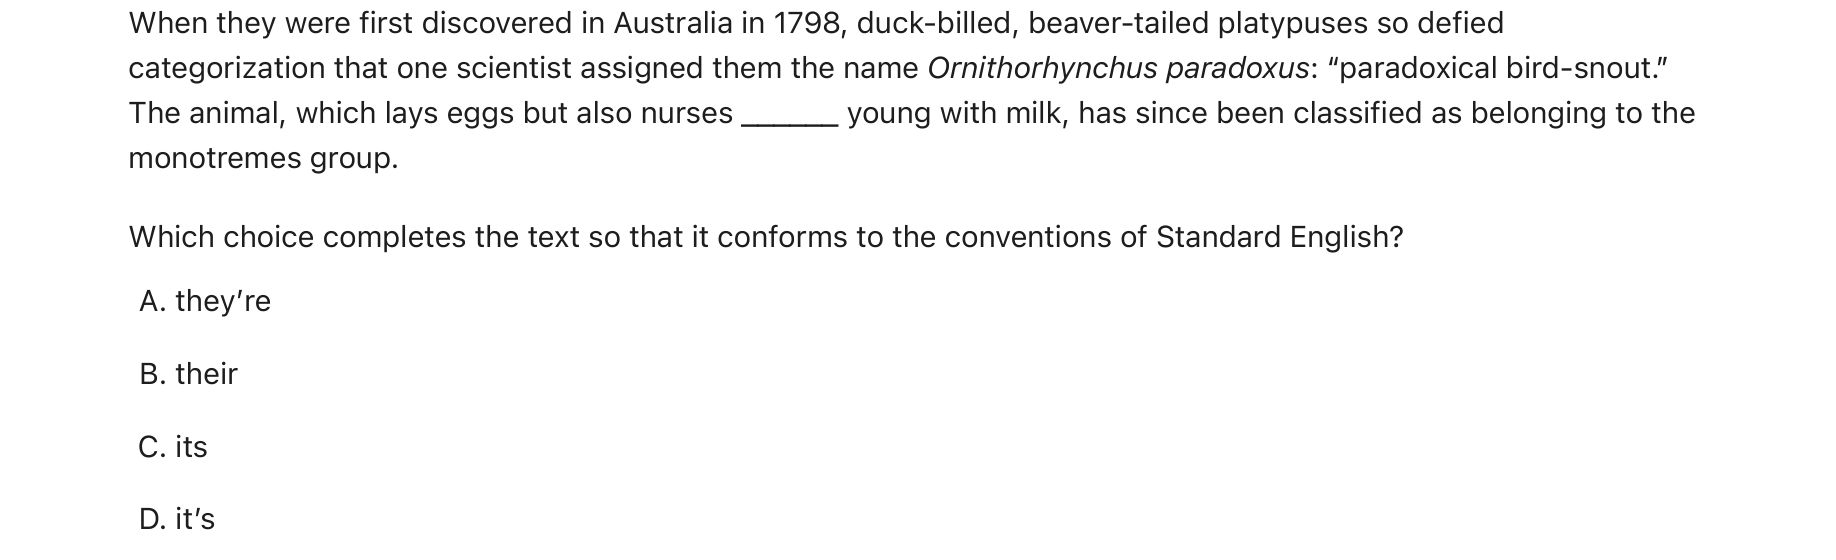 When they were first discovered in Australia in 1798, duck-billed, beaver-tailed platypuses so defied
categorization that one scientist assigned them the name Ornithorhynchus paradoxus: “paradoxical bird-snout.”
The animal, which lays eggs but also nurses ______ young with milk, has since been classified as belonging to the
monotremes group.
Which choice completes the text so that it conforms to the conventions of Standard English?
A. they’re
B. their
C. its
D. it’s